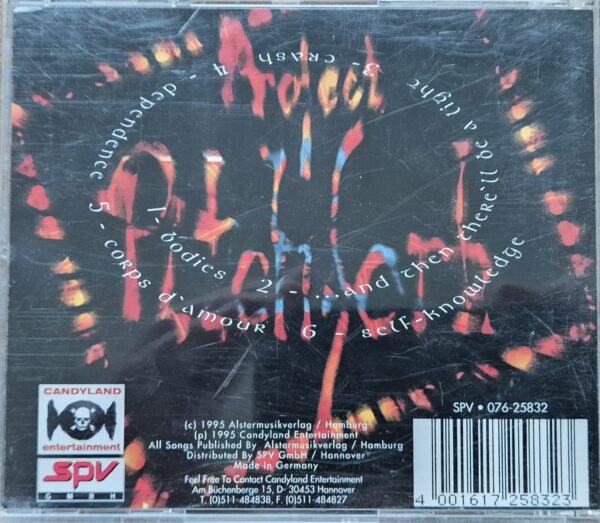 Project
Pitchfork
1 - bodies 2 - ...and then there'll be a light
3 - crash 4 - dependence
5 - corps d'amour 6 - self-knowledge
CANDYLAND
entertainment
spv
GMBH
(c) 1995 Alstermusikverlag / Hamburg
(p) 1995 Candyland Entertainment
All Songs Published By Alstermusikverlag / Hamburg
Distributed By SPV GmbH / Hannover
Made In Germany
Feel Free To Contact Candyland Entertainment
Am Büchenberge 15, D- 30453 Hannover
T. (0)511-484838, F. (0)511-484827
SPV • 076-25832
4 001617 258323